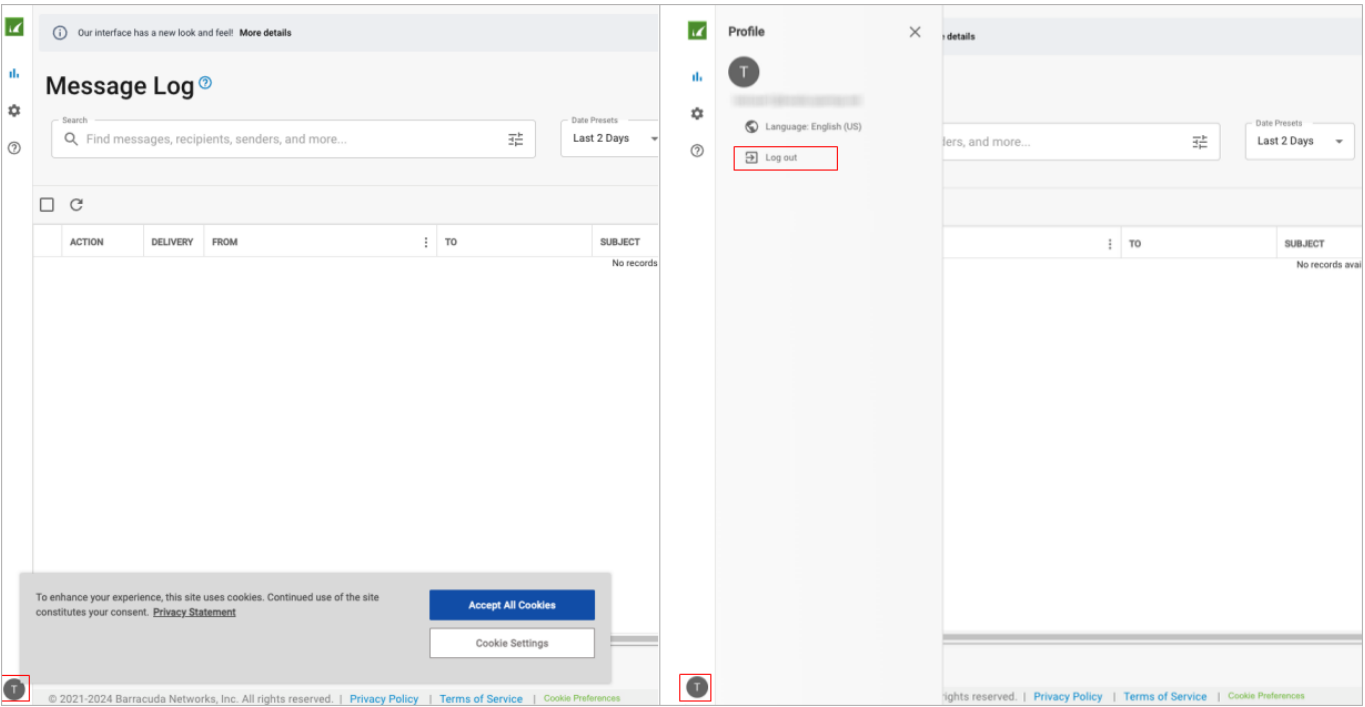 Our interface has a new look and feel! More details
Message Log
Search
Find messages, recipients, senders, and more...
Date Presets
Last 2 Days
ACTION DELIVERY FROM TO SUBJECT
No records
To enhance your experience, this site uses cookies. Continued use of the site
constitutes your consent. Privacy Statement
Accept All Cookies
Cookie Settings
T
© 2021-2024 Barracuda Networks, Inc. All rights reserved. | Privacy Policy | Terms of Service | Cookie Preferences
Profile
T
Language: English (US)
Log out
details
ders, and more...
Date Presets
Last 2 Days
TO SUBJECT
No records avai
T
rights reserved. | Privacy Policy | Terms of Service | Cookie Preferences